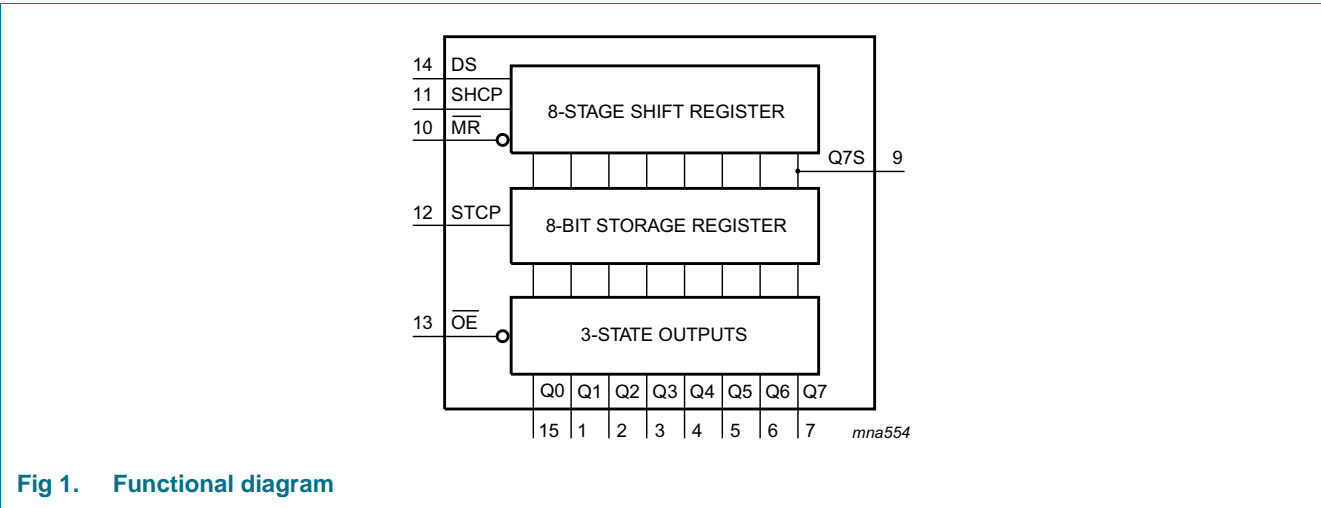 14 DS
11 SHCP
8-STAGE SHIFT REGISTER
10 MR
Q7S 9
12 STCP
8-BIT STORAGE REGISTER
13 OE
3-STATE OUTPUTS
Q0 Q1 Q2 Q3 Q4 Q5 Q6 Q7
15 1 2 3 4 5 6 7 mna554
Fig 1. Functional diagram